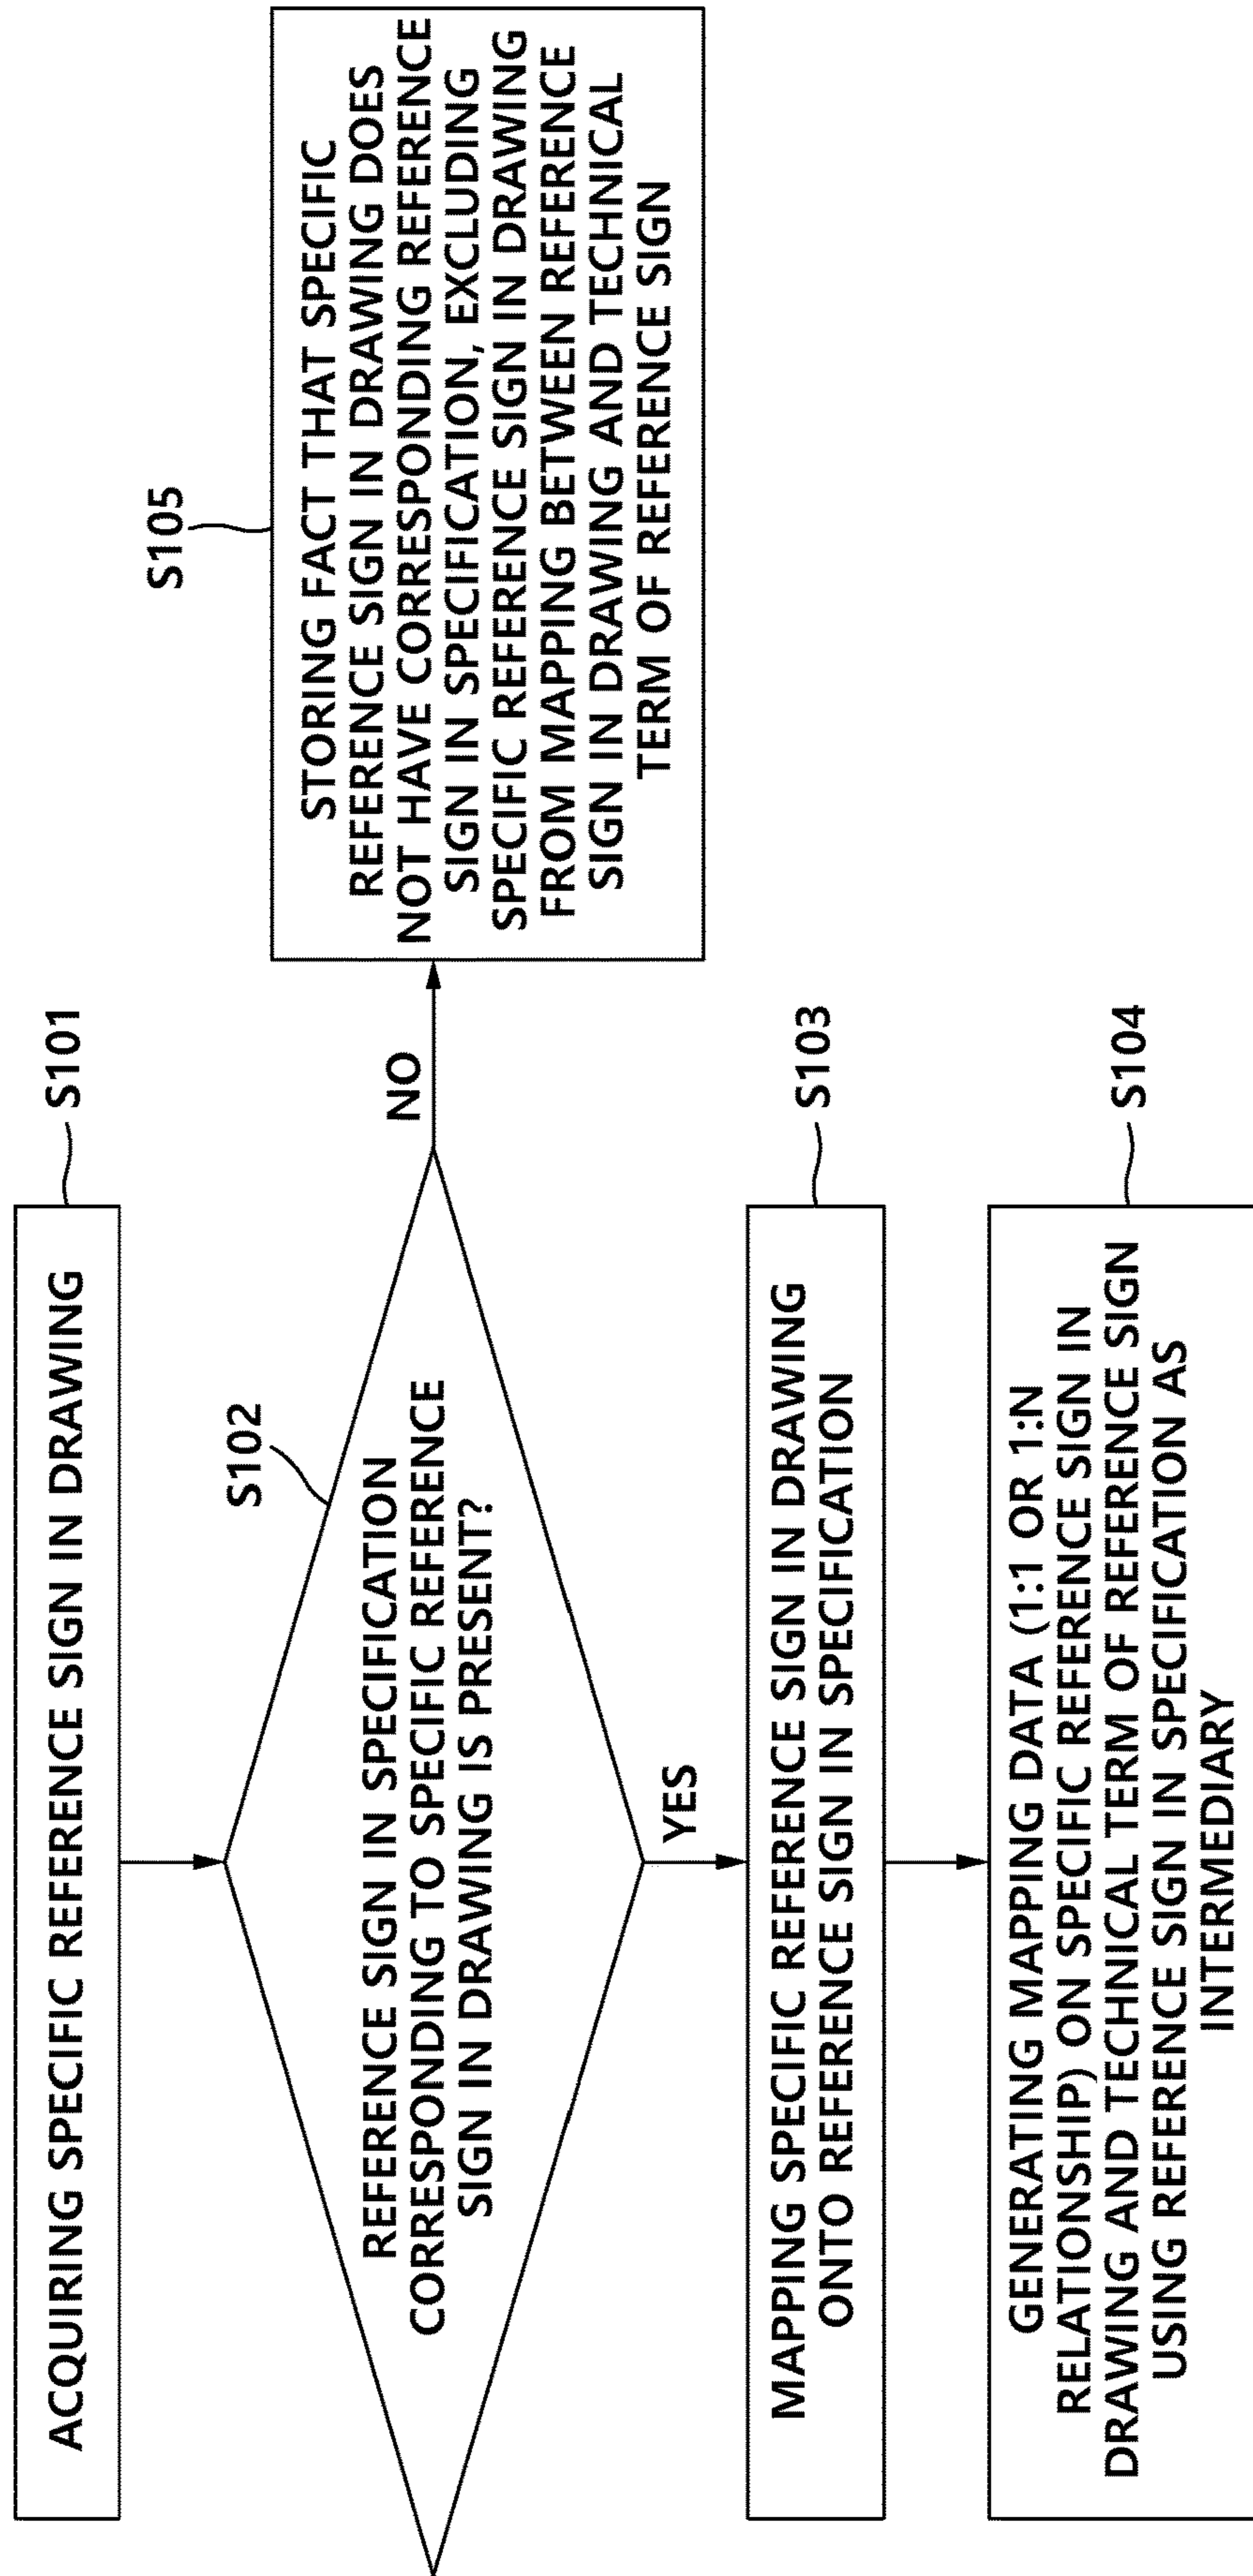 ACQUIRING SPECIFIC REFERENCE SIGN IN DRAWING
S101
REFERENCE SIGN IN SPECIFICATION
CORRESPONDING TO SPECIFIC REFERENCE
SIGN IN DRAWING IS PRESENT?
S102
NO
STORING FACT THAT SPECIFIC
REFERENCE SIGN IN DRAWING DOES
NOT HAVE CORRESPONDING REFERENCE
SIGN IN SPECIFICATION, EXCLUDING
SPECIFIC REFERENCE SIGN IN DRAWING
FROM MAPPING BETWEEN REFERENCE
SIGN IN DRAWING AND TECHNICAL
TERM OF REFERENCE SIGN
S105
YES
MAPPING SPECIFIC REFERENCE SIGN IN DRAWING
ONTO REFERENCE SIGN IN SPECIFICATION
S103
GENERATING MAPPING DATA (1:1 OR 1:N
RELATIONSHIP) ON SPECIFIC REFERENCE SIGN IN
DRAWING AND TECHNICAL TERM OF REFERENCE SIGN
USING REFERENCE SIGN IN SPECIFICATION AS
INTERMEDIARY
S104